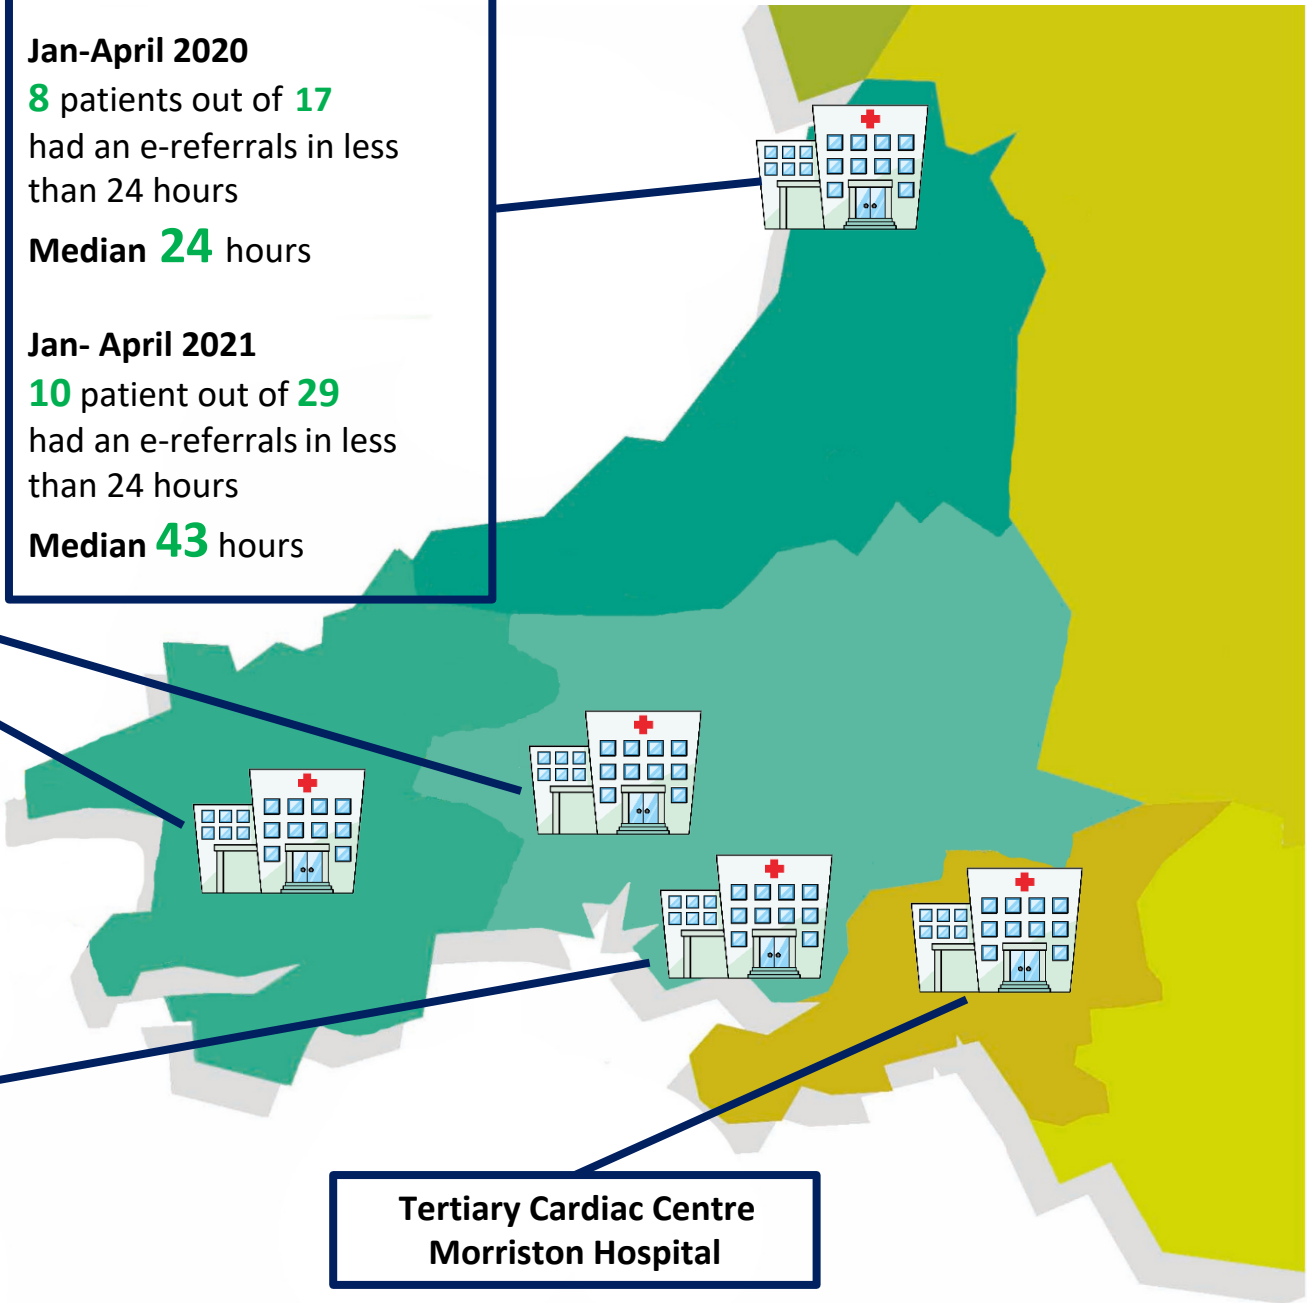 Jan-April 2020
8 patients out of 17
had an e-referrals in less
than 24 hours
Median 24 hours
Jan- April 2021
10 patient out of 29
had an e-referrals in less
than 24 hours
Median 43 hours
Tertiary Cardiac Centre
Morriston Hospital